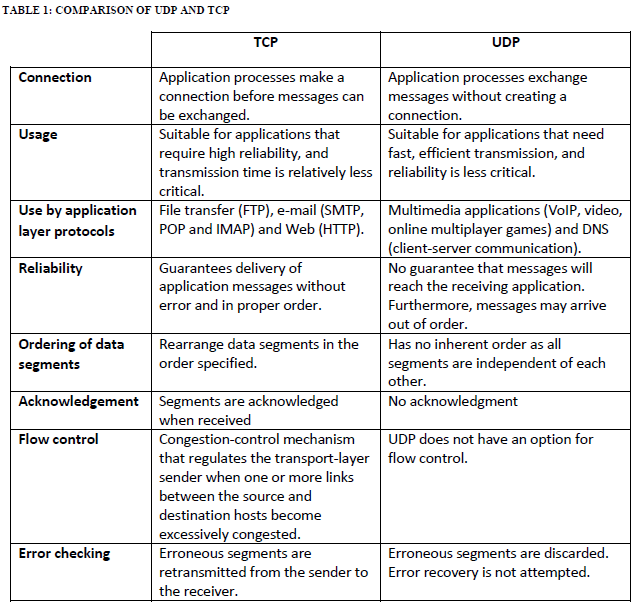 TABLE 1: COMPARISON OF UDP AND TCP
TCP
UDP
Connection
Application processes make a
connection before messages can
be exchanged.
Application processes exchange
messages without creating a
connection.
Usage
Suitable for applications that
require high reliability, and
transmission time is relatively less
critical.
Suitable for applications that need
fast, efficient transmission, and
reliability is less critical.
Use by application
layer protocols
File transfer (FTP), e-mail (SMTP,
POP and IMAP) and Web (HTTP).
Multimedia applications (VoIP, video,
online multiplayer games) and DNS
(client-server communication).
Reliability
Guarantees delivery of
application messages without
error and in proper order.
No guarantee that messages will
reach the receiving application.
Furthermore, messages may arrive
out of order.
Ordering of data
segments
Rearrange data segments in the
order specified.
Has no inherent order as all
segments are independent of each
other.
Acknowledgement
Segments are acknowledged
when received
No acknowledgment
Flow control
Congestion-control mechanism
that regulates the transport-layer
sender when one or more links
between the source and
destination hosts become
excessively congested.
UDP does not have an option for
flow control.
Error checking
Erroneous segments are
retransmitted from the sender to
the receiver.
Erroneous segments are discarded.
Error recovery is not attempted.